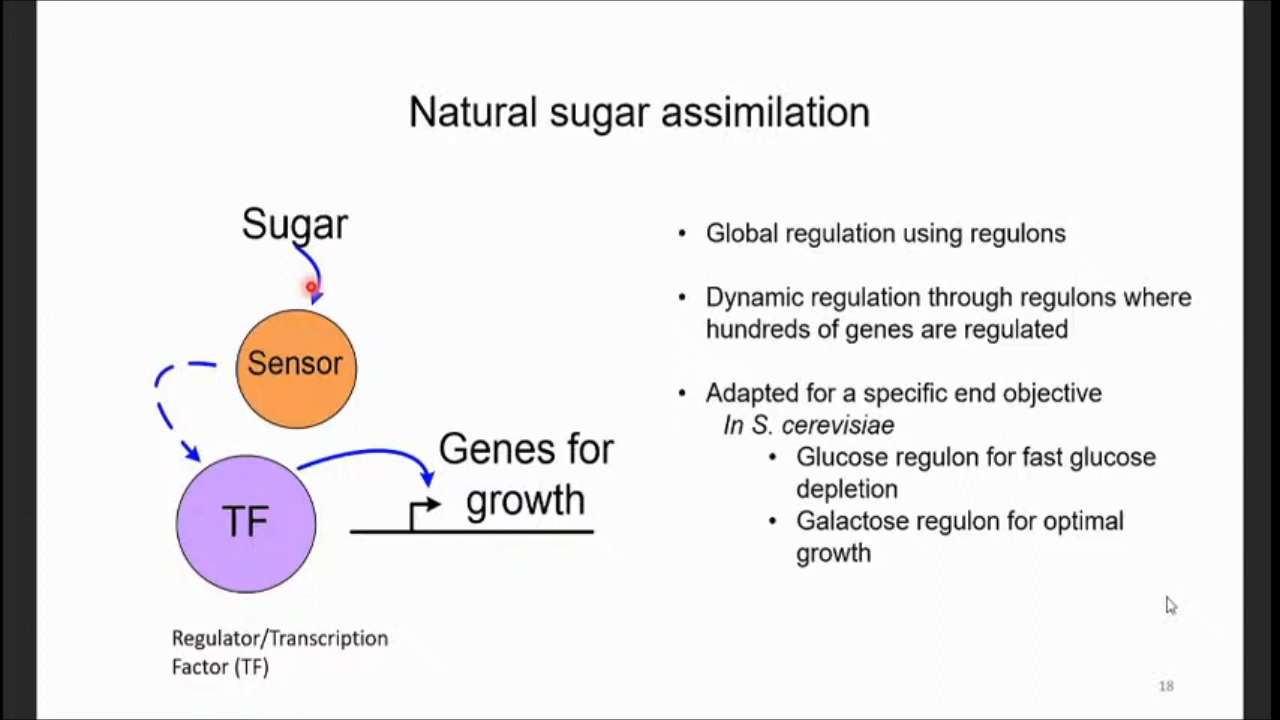 Natural sugar assimilation
Sugar
Sensor
TF
Genes for
growth
Regulator/Transcription
Factor (TF)
• Global regulation using regulons
• Dynamic regulation through regulons where
hundreds of genes are regulated
• Adapted for a specific end objective
In S. cerevisiae
• Glucose regulon for fast glucose
depletion
• Galactose regulon for optimal
growth
18